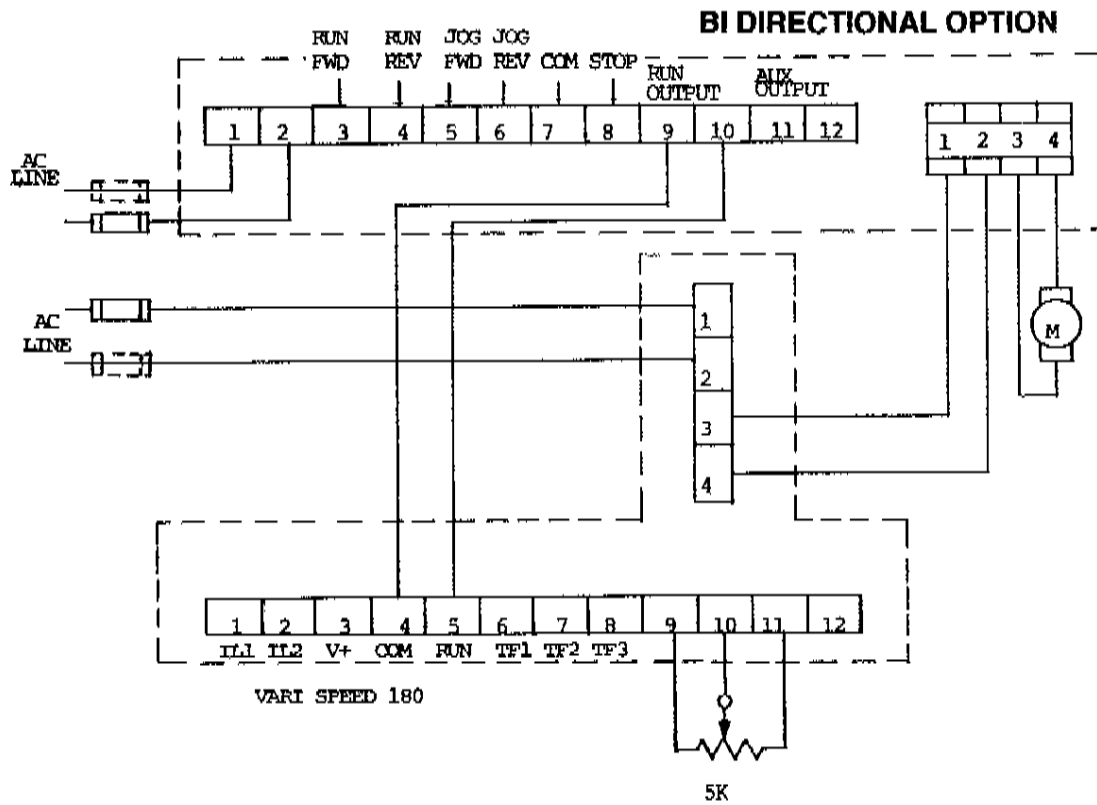 BI DIRECTIONAL OPTION
RUN FWD
RUN REV
JOG FWD
JOG REV
COM
STOP
RUN OUTPUT
AUX OUTPUT
1 2 3 4 5 6 7 8 9 10 11 12
1 2 3 4
AC LINE
AC LINE
1
2
3
4
M
1 2 3 4 5 6 7 8 9 10 11 12
IL1 IL2 V+ COM RUN TF1 TF2 TF3
VARI SPEED 180
5K